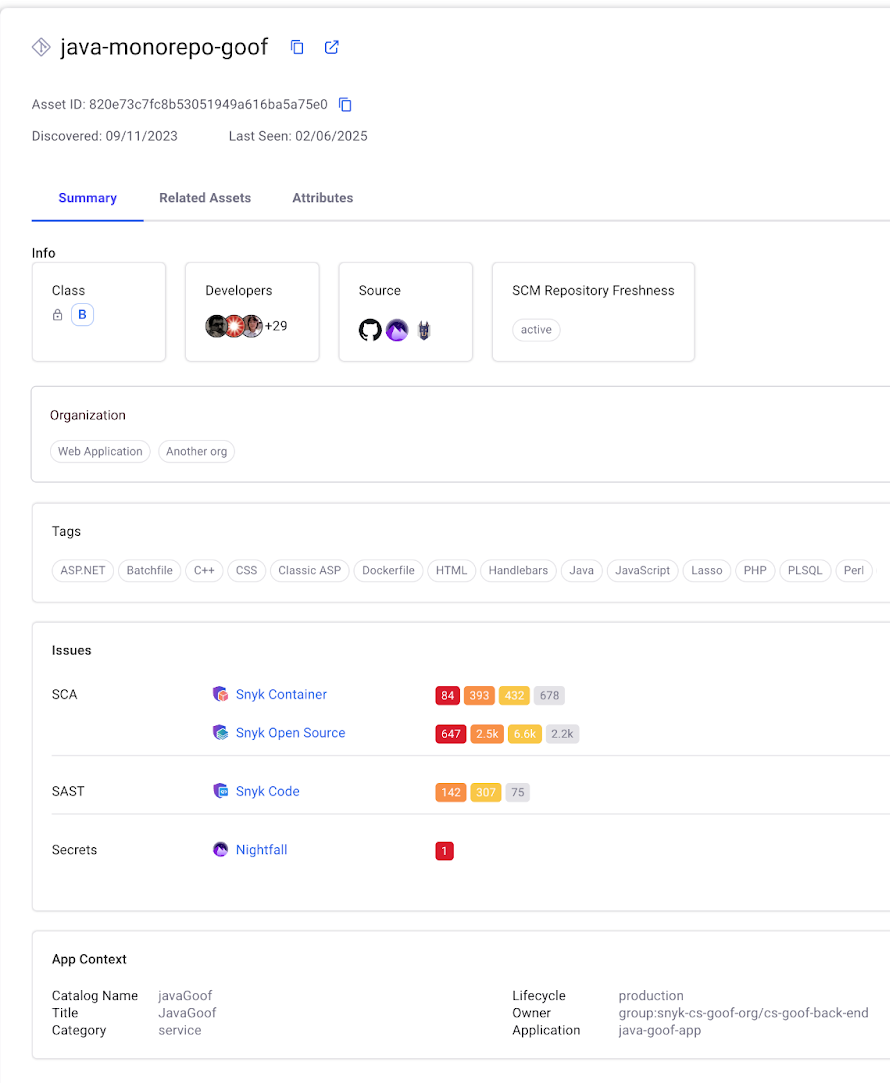 java-monorepo-goof
Asset ID: 820e73c7fc8b53051949a616ba5a75e0
Discovered: 09/11/2023 Last Seen: 02/06/2025
Summary Related Assets Attributes
Info
Class Developers Source SCM Repository Freshness
B +29 active
Organization
Web Application Another org
Tags
ASP.NET Batchfile C++ CSS Classic ASP Dockerfile HTML Handlebars Java JavaScript Lasso PHP PLSQL Perl
Issues
SCA Snyk Container 84 393 432 678
Snyk Open Source 647 2.5k 6.6k 2.2k
SAST Snyk Code 142 307 75
Secrets Nightfall 1
App Context
Catalog Name javaGoof Lifecycle production
Title JavaGoof Owner group:snyk-cs-goof-org/cs-goof-back-end
Category service Application java-goof-app